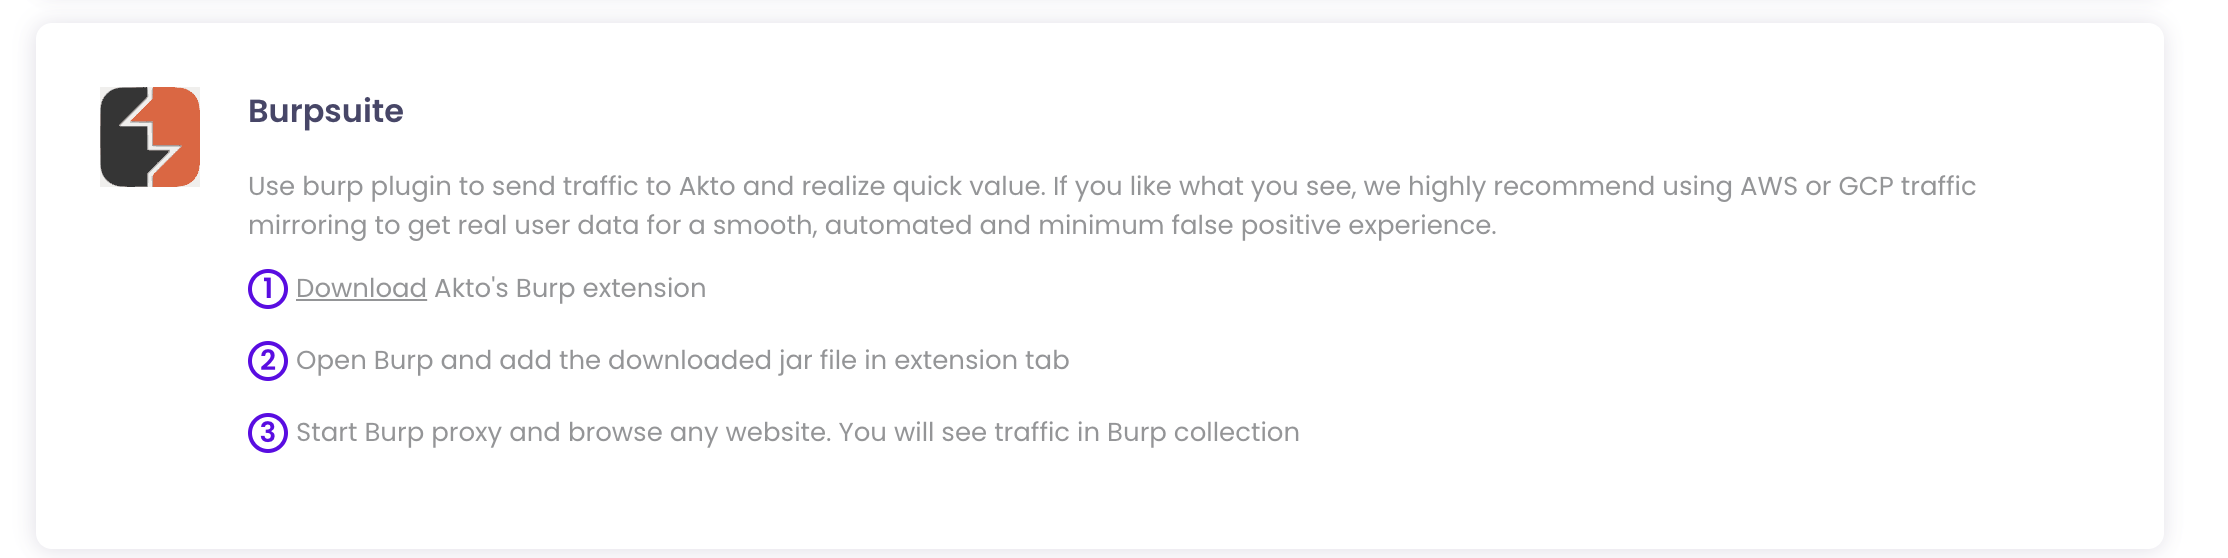 Burpsuite
Use burp plugin to send traffic to Akto and realize quick value. If you like what you see, we highly recommend using AWS or GCP traffic
mirroring to get real user data for a smooth, automated and minimum false positive experience.
1 Download Akto's Burp extension
2 Open Burp and add the downloaded jar file in extension tab
3 Start Burp proxy and browse any website. You will see traffic in Burp collection